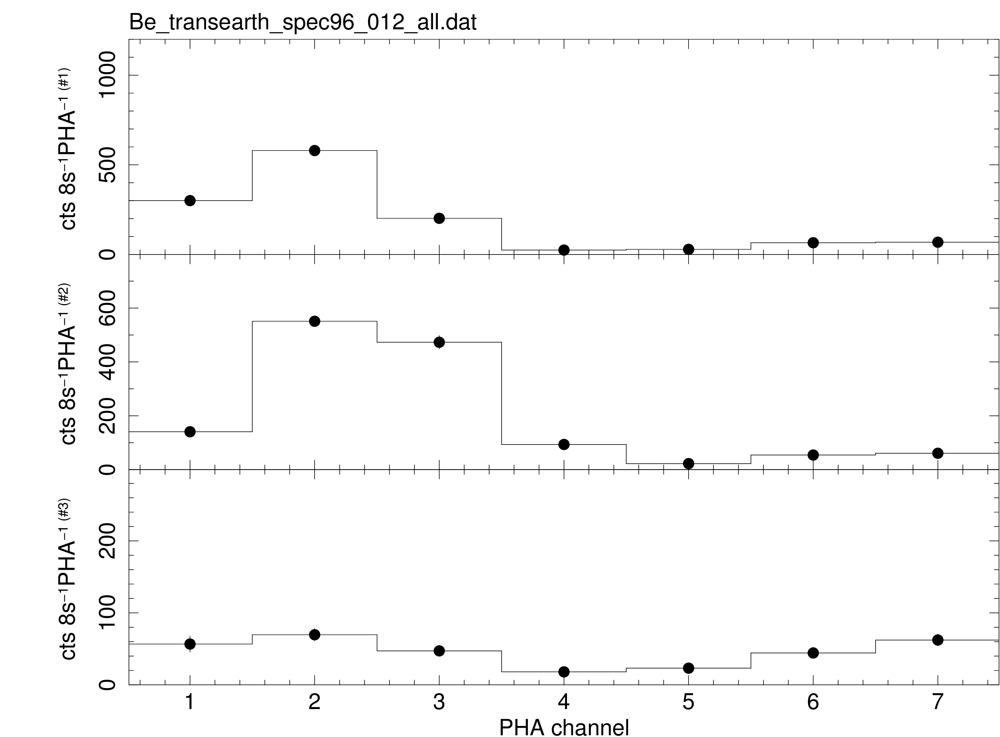 Be_transearth_spec96_012_all.dat
cts 8s⁻¹PHA⁻¹ (#1)
1000
500
0
cts 8s⁻¹PHA⁻¹ (#2)
600
400
200
0
cts 8s⁻¹PHA⁻¹ (#3)
200
100
0
1 2 3 4 5 6 7
PHA channel